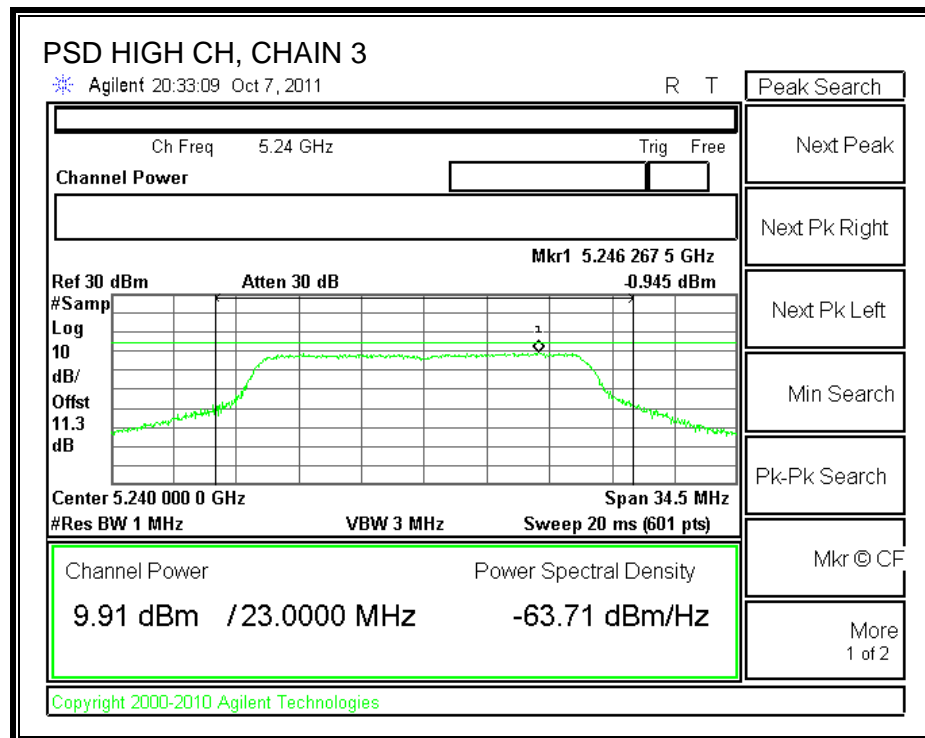 PSD HIGH CH, CHAIN 3
Agilent 20:33:09 Oct 7, 2011 R T
Peak Search
Ch Freq 5.24 GHz Trig Free
Channel Power
Mkr1 5.246 267 5 GHz
Ref 30 dBm Atten 30 dB -0.945 dBm
#Samp
Log
10
dB/
Offst
11.3
dB
1
Center 5.240 000 0 GHz Span 34.5 MHz
#Res BW 1 MHz VBW 3 MHz Sweep 20 ms (601 pts)
Channel Power Power Spectral Density
9.91 dBm / 23.0000 MHz -63.71 dBm/Hz
Copyright 2000-2010 Agilent Technologies
Next Peak
Next Pk Right
Next Pk Left
Min Search
Pk-Pk Search
Mkr © CF
More
1 of 2